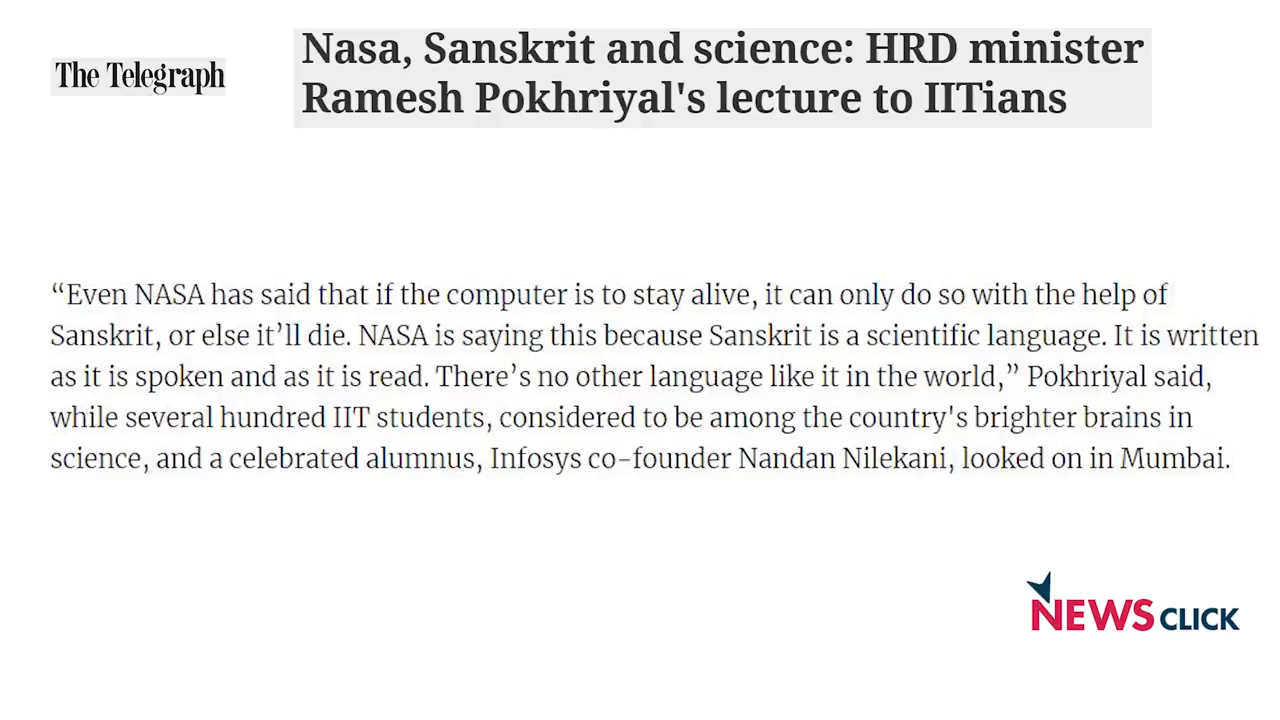 The Telegraph
Nasa, Sanskrit and science: HRD minister
Ramesh Pokhriyal's lecture to IITians
“Even NASA has said that if the computer is to stay alive, it can only do so with the help of
Sanskrit, or else it’ll die. NASA is saying this because Sanskrit is a scientific language. It is written
as it is spoken and as it is read. There’s no other language like it in the world,” Pokhriyal said,
while several hundred IIT students, considered to be among the country's brighter brains in
science, and a celebrated alumnus, Infosys co-founder Nandan Nilekani, looked on in Mumbai.
NEWS CLICK